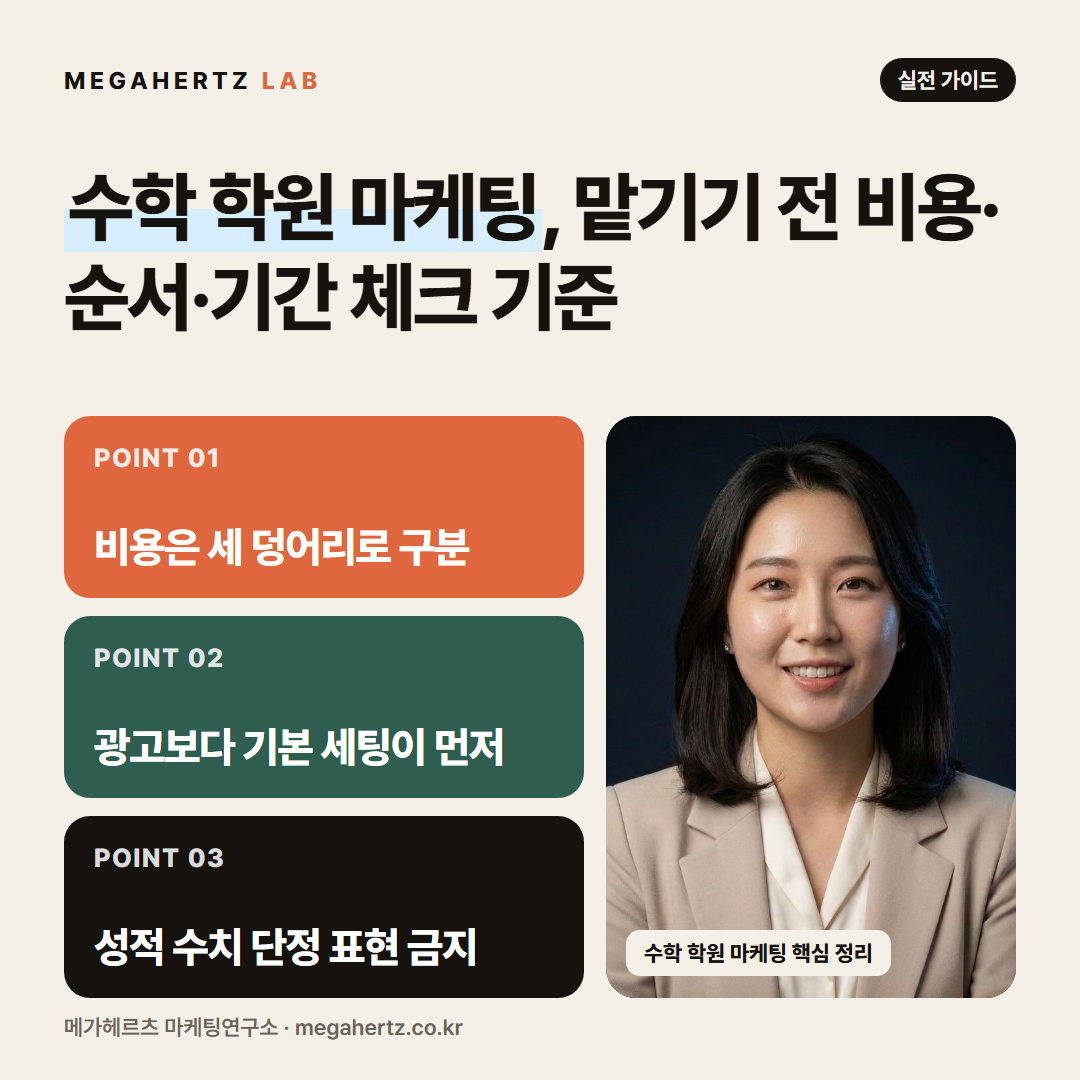 MEGAHERTZ LAB
실전 가이드
수학 학원 마케팅, 맡기기 전 비용·
순서·기간 체크 기준
POINT 01
비용은 세 덩어리로 구분
POINT 02
광고보다 기본 세팅이 먼저
POINT 03
성적 수치 단정 표현 금지
수학 학원 마케팅 핵심 정리
메가헤르츠 마케팅연구소 · megahertz.co.kr